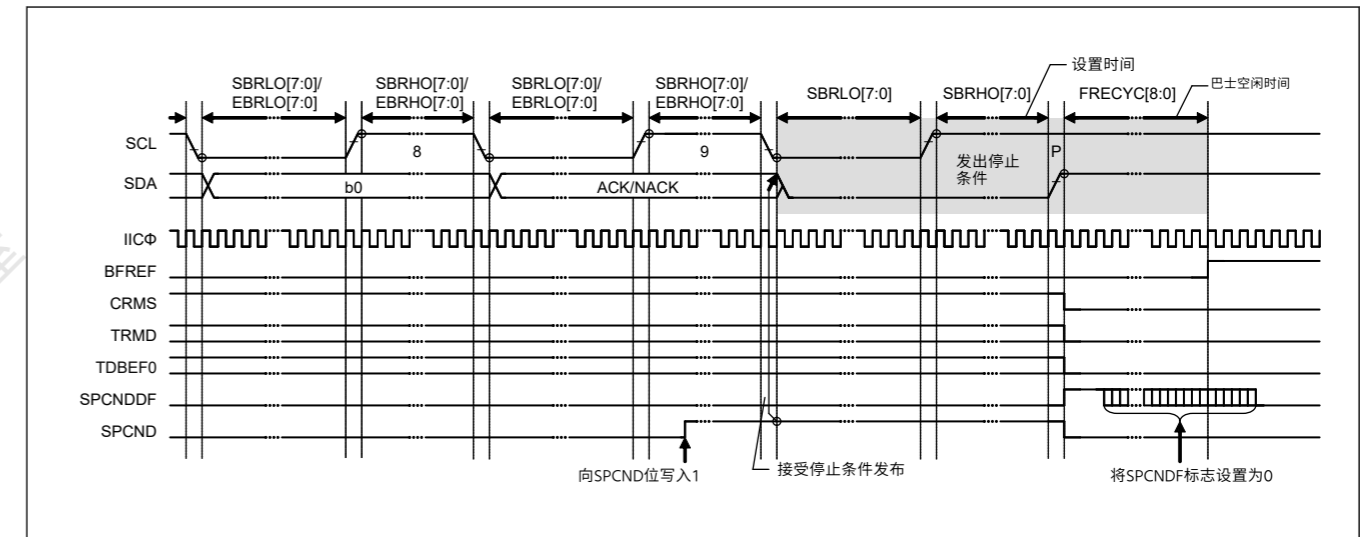 设置时间
巴士空闲时间
SBRLO[7:0]/
EBRLO[7:0]
SBRHO[7:0]/
EBRHO[7:0]
SBRLO[7:0]/
EBRLO[7:0]
SBRHO[7:0]/
EBRHO[7:0]
SBRLO[7:0]
SBRHO[7:0]
FRECYC[8:0]
SCL
8
9
发出停止
条件
P
SDA
b0
ACK/NACK
IICΦ
BFREF
CRMS
TRMD
TDBEF0
SPCNDDF
SPCND
向SPCND位写入1
接受停止条件发布
将SPCNDF标志设置为0